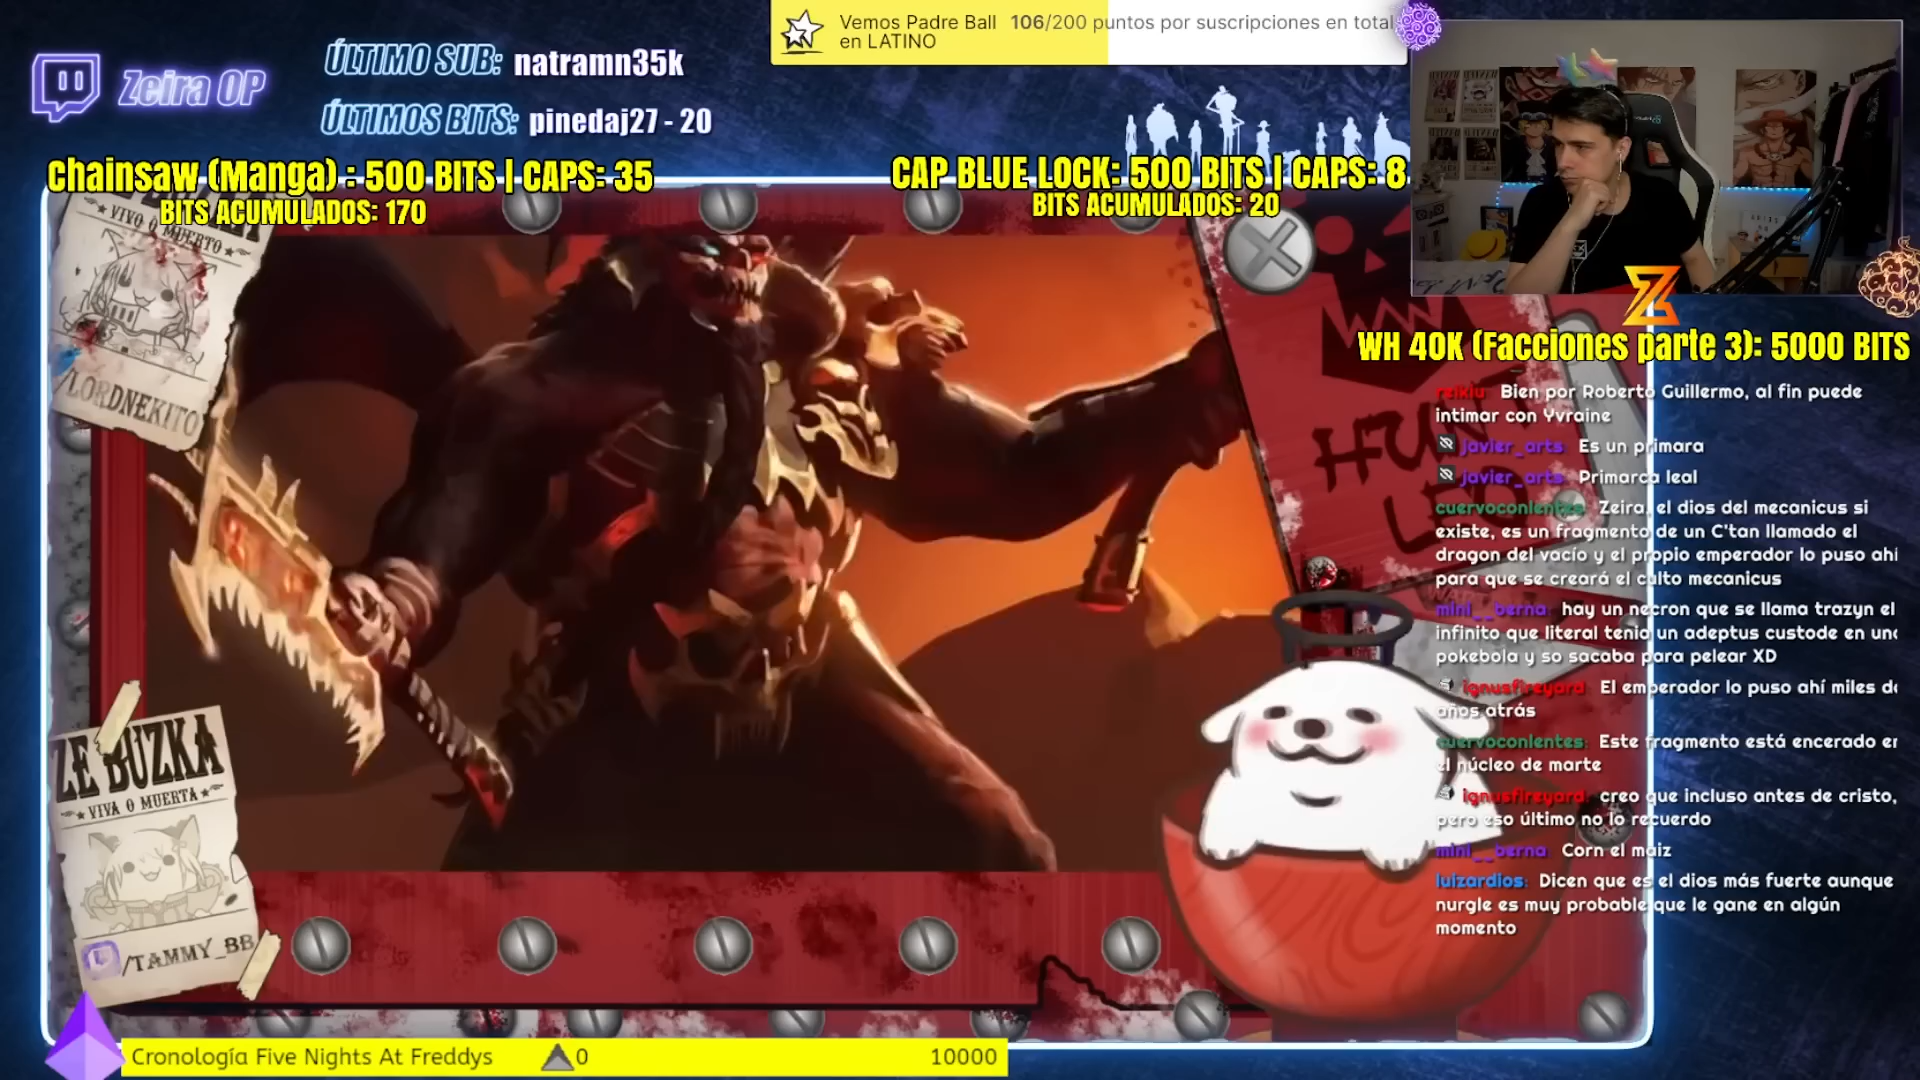 Vemos Padre Ball 106/200 puntos por suscripciones en total
en LATINO
Zeira OP
ÚLTIMO SUB: natramn35k
ÚLTIMOS BITS: pinedaj27 - 20
Chainsaw (Manga) : 500 BITS | CAPS: 35
BITS ACUMULADOS: 170
CAP BLUE LOCK: 500 BITS | CAPS: 8
BITS ACUMULADOS: 20
VIVO O MUERTO
/LORDNEKITO
WH 40K (Facciones parte 3): 5000 BITS
reikiu: Bien por Roberto Guillermo, al fin puede
intimar con Yvraine
javier_arts: Es un primara
javier_arts: Primarca leal
cuervoconlentes: Zeira, el dios del mecanicus si
existe, es un fragmento de un C'tan llamado el
dragon del vacío y el propio emperador lo puso ahí
para que se creará el culto mecanicus
mini__berna: hay un necron que se llama trazyn el
infinito que literal tenia un adeptus custode en una
pokebola y so sacaba para pelear XD
ignusfireyard: El emperador lo puso ahí miles de
años atrás
cuervoconlentes: Este fragmento está encerado en
el núcleo de marte
ignusfireyard: creo que incluso antes de cristo,
pero eso último no lo recuerdo
mini__berna: Corn el maiz
luizardios: Dicen que es el dios más fuerte aunque
nurgle es muy probable que le gane en algún
momento
ZE BUZKA
VIVA O MUERTA
/TAMMY_BB
Cronología Five Nights At Freddys 0 10000